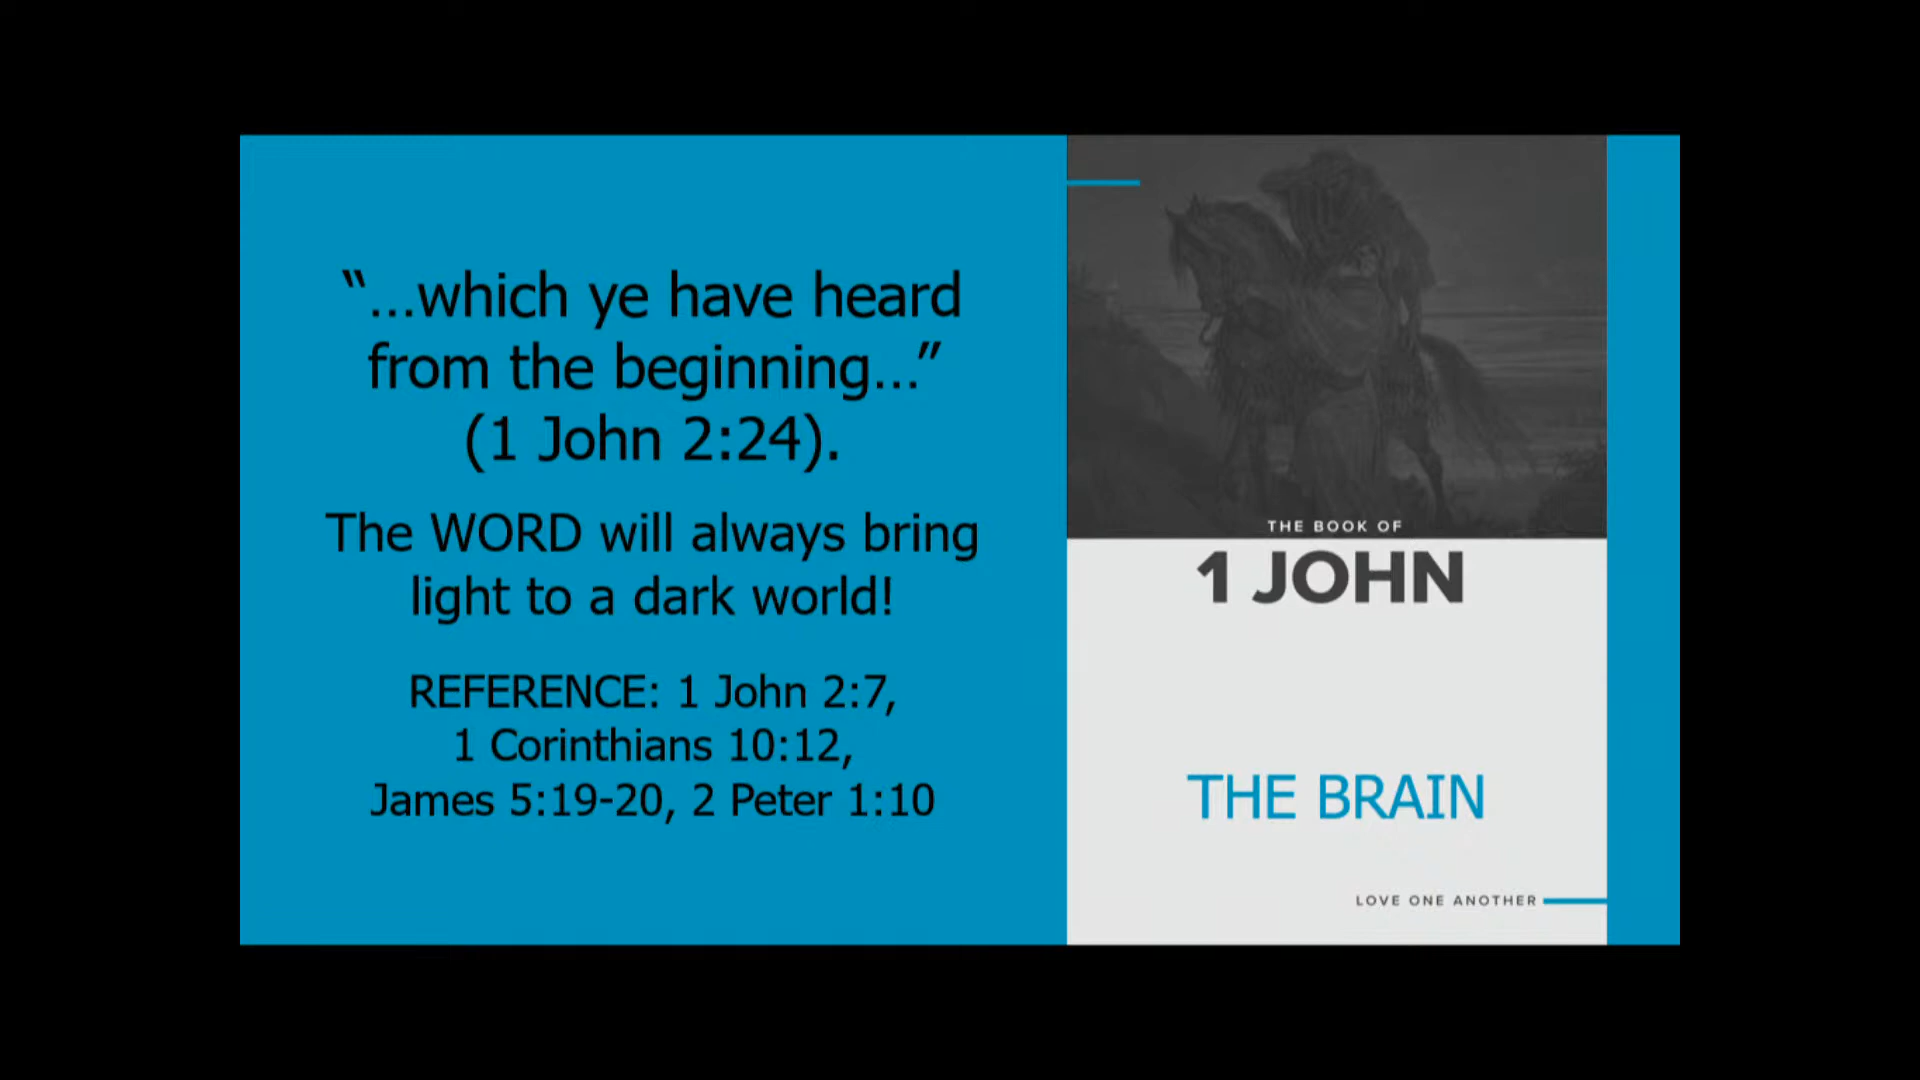 “…which ye have heard
from the beginning…”
(1 John 2:24).
The WORD will always bring
light to a dark world!
REFERENCE: 1 John 2:7,
1 Corinthians 10:12,
James 5:19-20, 2 Peter 1:10
THE BOOK OF
1 JOHN
THE BRAIN
LOVE ONE ANOTHER